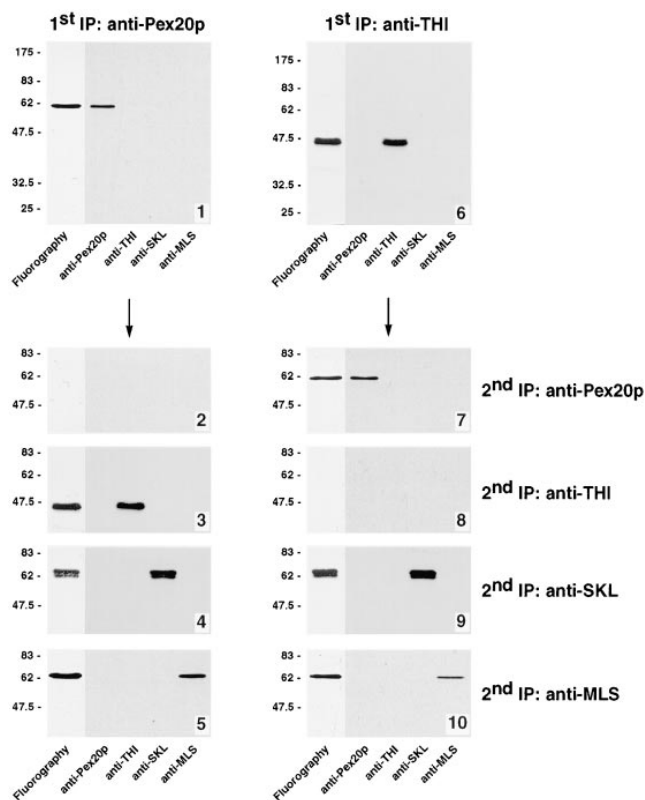 1st IP: anti-Pex20p
175 -
83 -
62 -
47.5 -
32.5 -
25 -
1
Fluorography
anti-Pex20p
anti-THI
anti-SKL
anti-MLS
1st IP: anti-THI
175 -
83 -
62 -
47.5 -
32.5 -
25 -
6
Fluorography
anti-Pex20p
anti-THI
anti-SKL
anti-MLS
83 -
62 -
47.5 -
2
83 -
62 -
47.5 -
7
2nd IP: anti-Pex20p
83 -
62 -
47.5 -
3
83 -
62 -
47.5 -
8
2nd IP: anti-THI
83 -
62 -
47.5 -
4
83 -
62 -
47.5 -
9
2nd IP: anti-SKL
83 -
62 -
47.5 -
5
83 -
62 -
47.5 -
10
2nd IP: anti-MLS
Fluorography
anti-Pex20p
anti-THI
anti-SKL
anti-MLS
Fluorography
anti-Pex20p
anti-THI
anti-SKL
anti-MLS